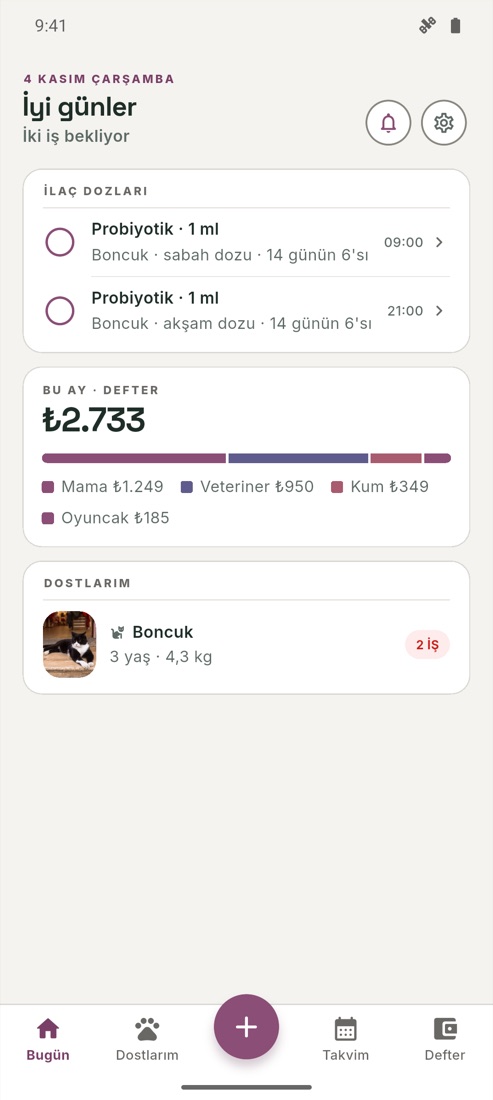 9:41
4 KASIM ÇARŞAMBA
İyi günler
İki iş bekliyor
İLAÇ DOZLARI
Probiyotik · 1 ml
Boncuk · sabah dozu · 14 günün 6'sı
09:00
Probiyotik · 1 ml
Boncuk · akşam dozu · 14 günün 6'sı
21:00
BU AY · DEFTER
₺2.733
Mama ₺1.249 Veteriner ₺950 Kum ₺349
Oyuncak ₺185
DOSTLARIM
Boncuk
3 yaş · 4,3 kg
2 İŞ
Bugün Dostlarım Takvim Defter